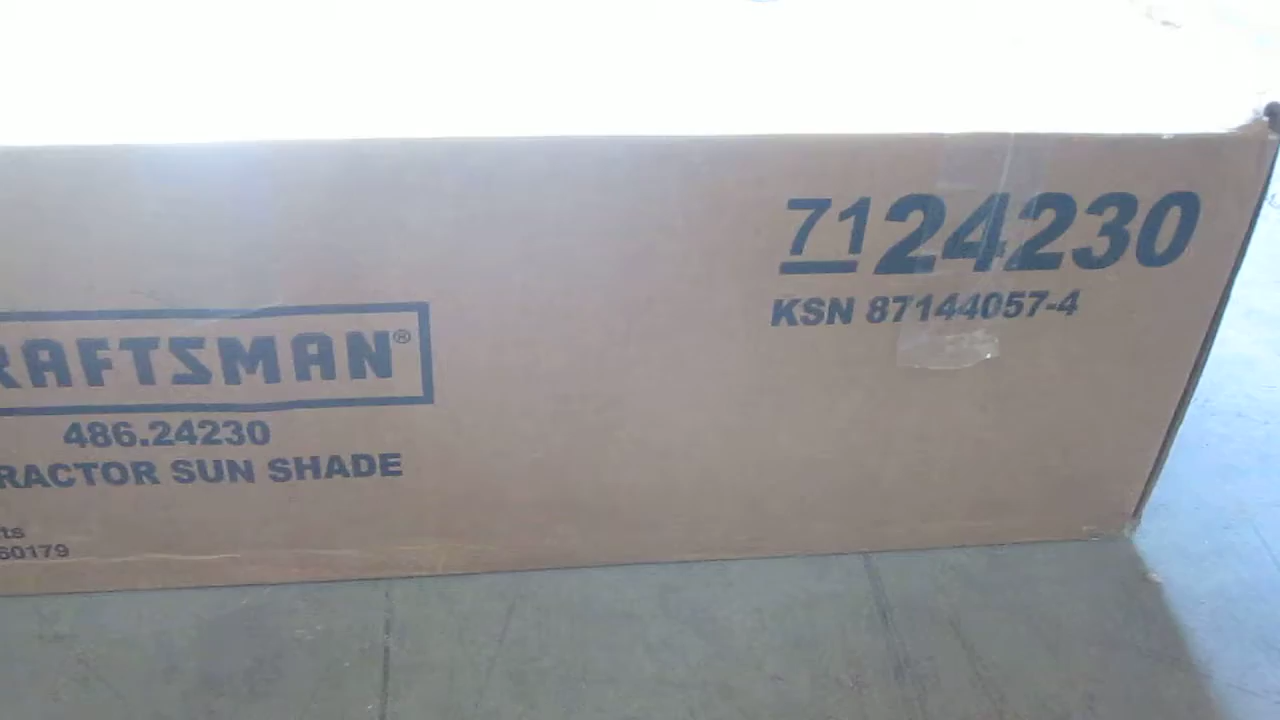 7124230
KSN 87144057-4
RAFTSMAN®
486.24230
RACTOR SUN SHADE
ts
60179